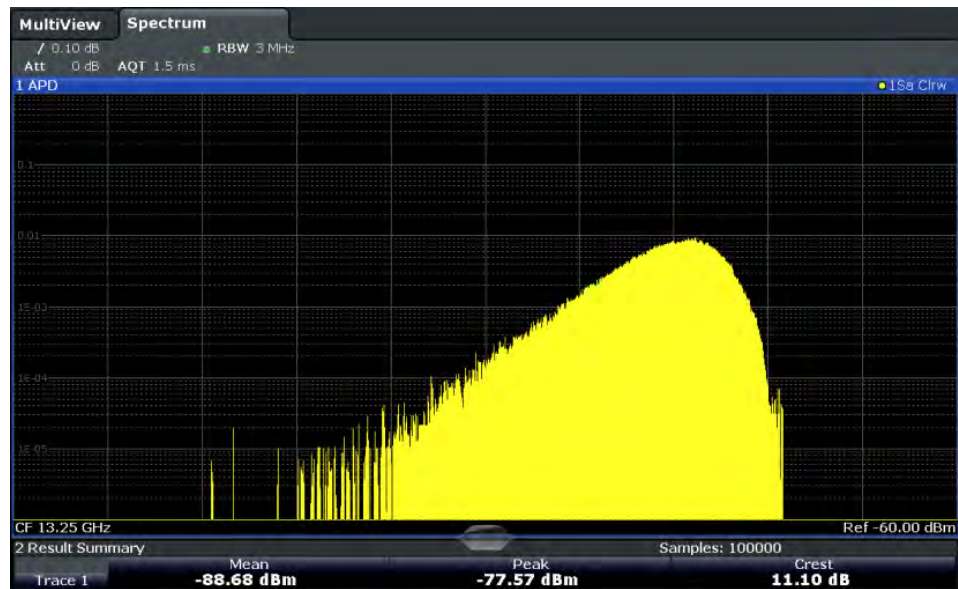 MultiView Spectrum
/ 0.10 dB RBW 3 MHz
Att 0 dB AQT 1.5 ms
1 APD 1Sa Clrw
0.1
0.01
1E-03
1E-04
1E-05
CF 13.25 GHz Ref -60.00 dBm
2 Result Summary Samples: 100000
Mean Peak Crest
Trace 1 -88.68 dBm -77.57 dBm 11.10 dB